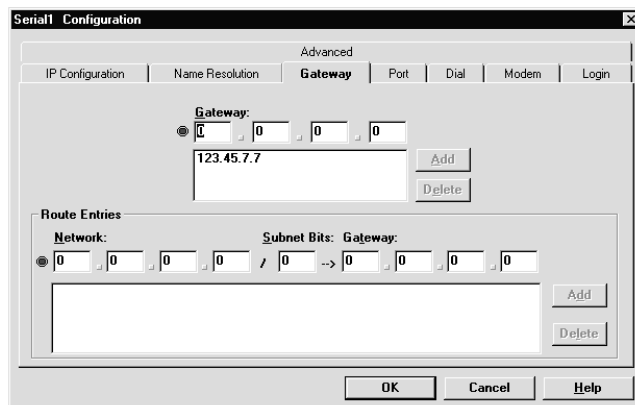 Serial1 Configuration
Advanced
IP Configuration Name Resolution Gateway Port Dial Modem Login
Gateway:
0 . 0 . 0 . 0
123.45.7.7
Add
Delete
Route Entries
Network: Subnet Bits: Gateway:
0 . 0 . 0 . 0 / 0 --> 0 . 0 . 0 . 0
Add
Delete
OK Cancel Help